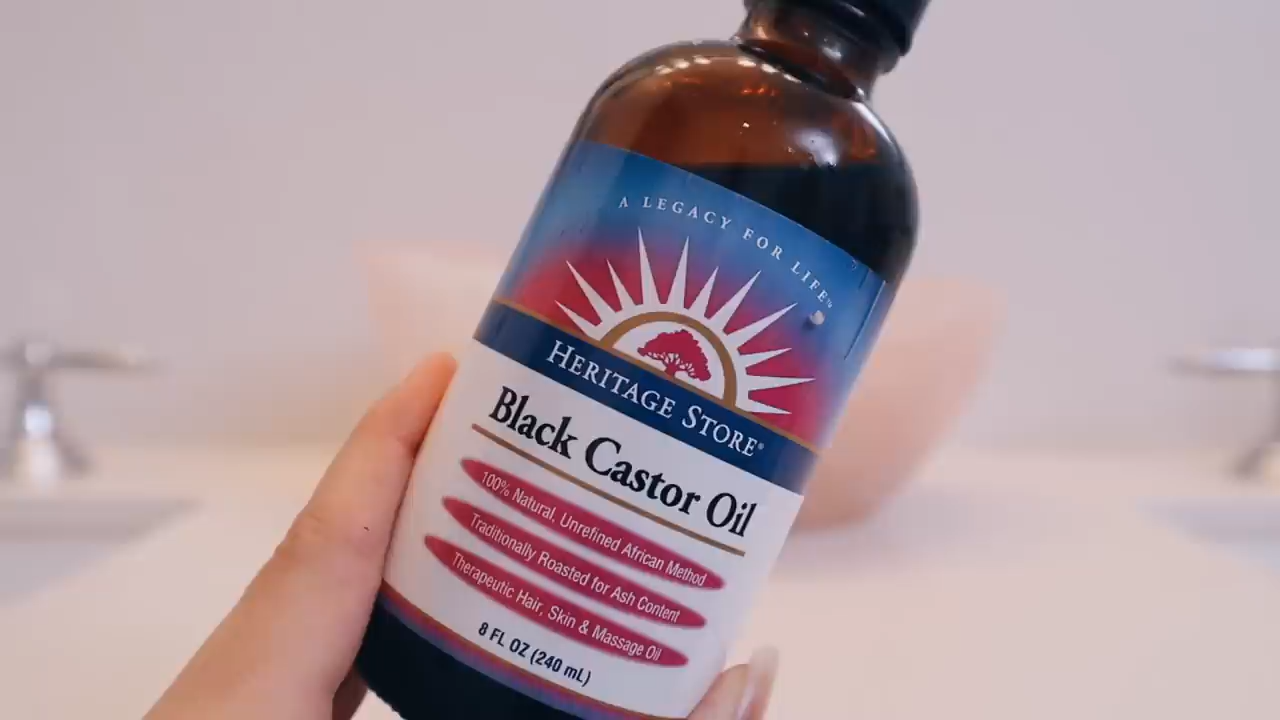 A LEGACY FOR LIFE™
HERITAGE STORE®
Black Castor Oil
100% Natural, Unrefined African Method
Traditionally Roasted for Ash Content
Therapeutic Hair, Skin & Massage Oil
8 FL OZ (240 mL)